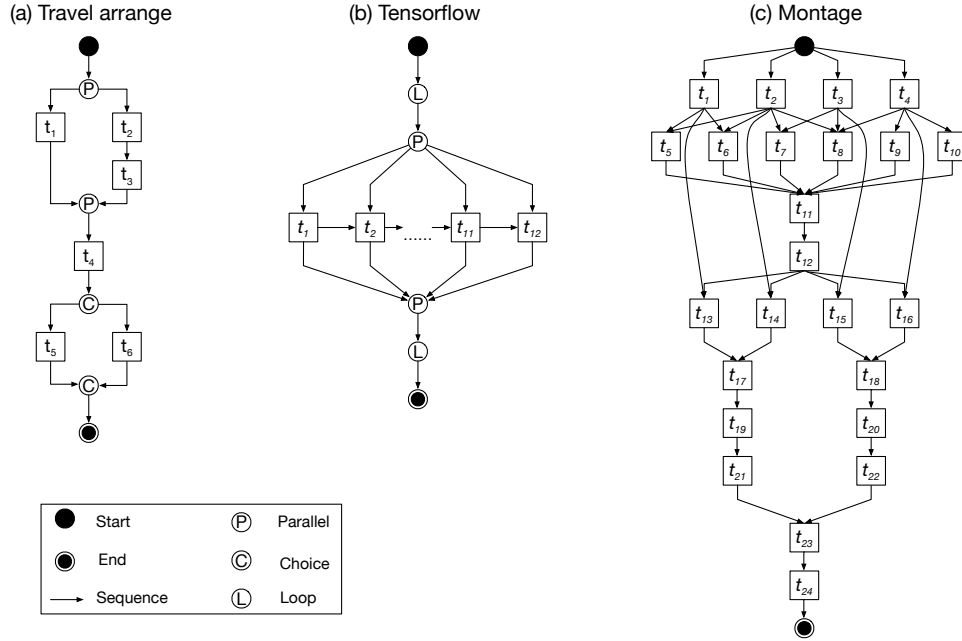 (a) Travel arrange
(b) Tensorflow
(c) Montage
P
t1
t2
t3
P
t4
C
t5
t6
C
L
P
t1
t2
......
t11
t12
P
L
t1
t2
t3
t4
t5
t6
t7
t8
t9
t10
t11
t12
t13
t14
t15
t16
t17
t18
t19
t20
t21
t22
t23
t24
Start
P Parallel
End
C Choice
Sequence
L Loop